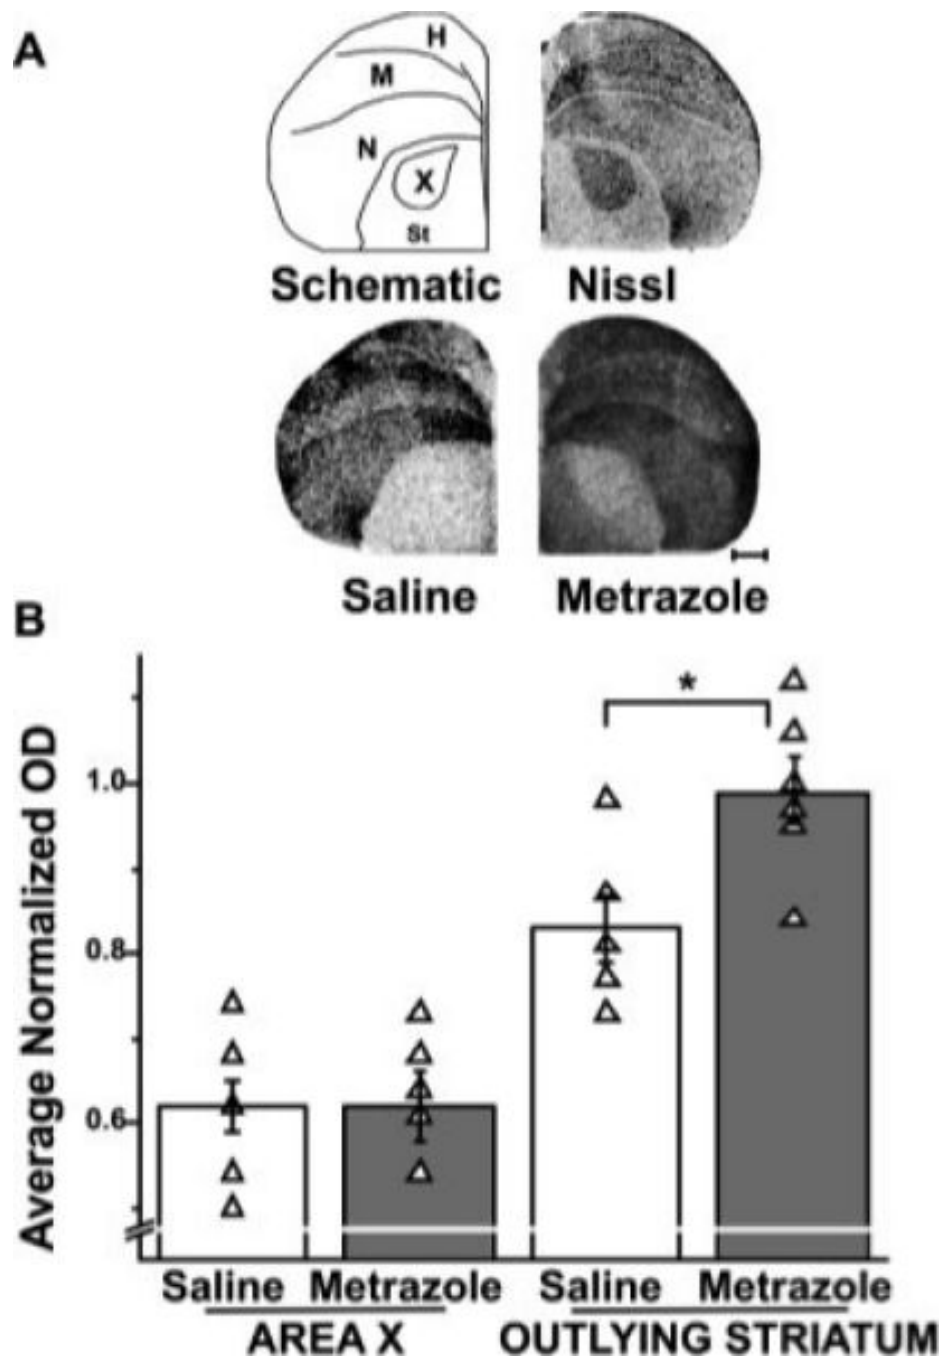 A
H
M
N
X
St
Schematic Nissl
Saline Metrazole
B
*
Average Normalized OD
1.0
0.8
0.6
Saline Metrazole Saline Metrazole
AREA X OUTLYING STRIATUM